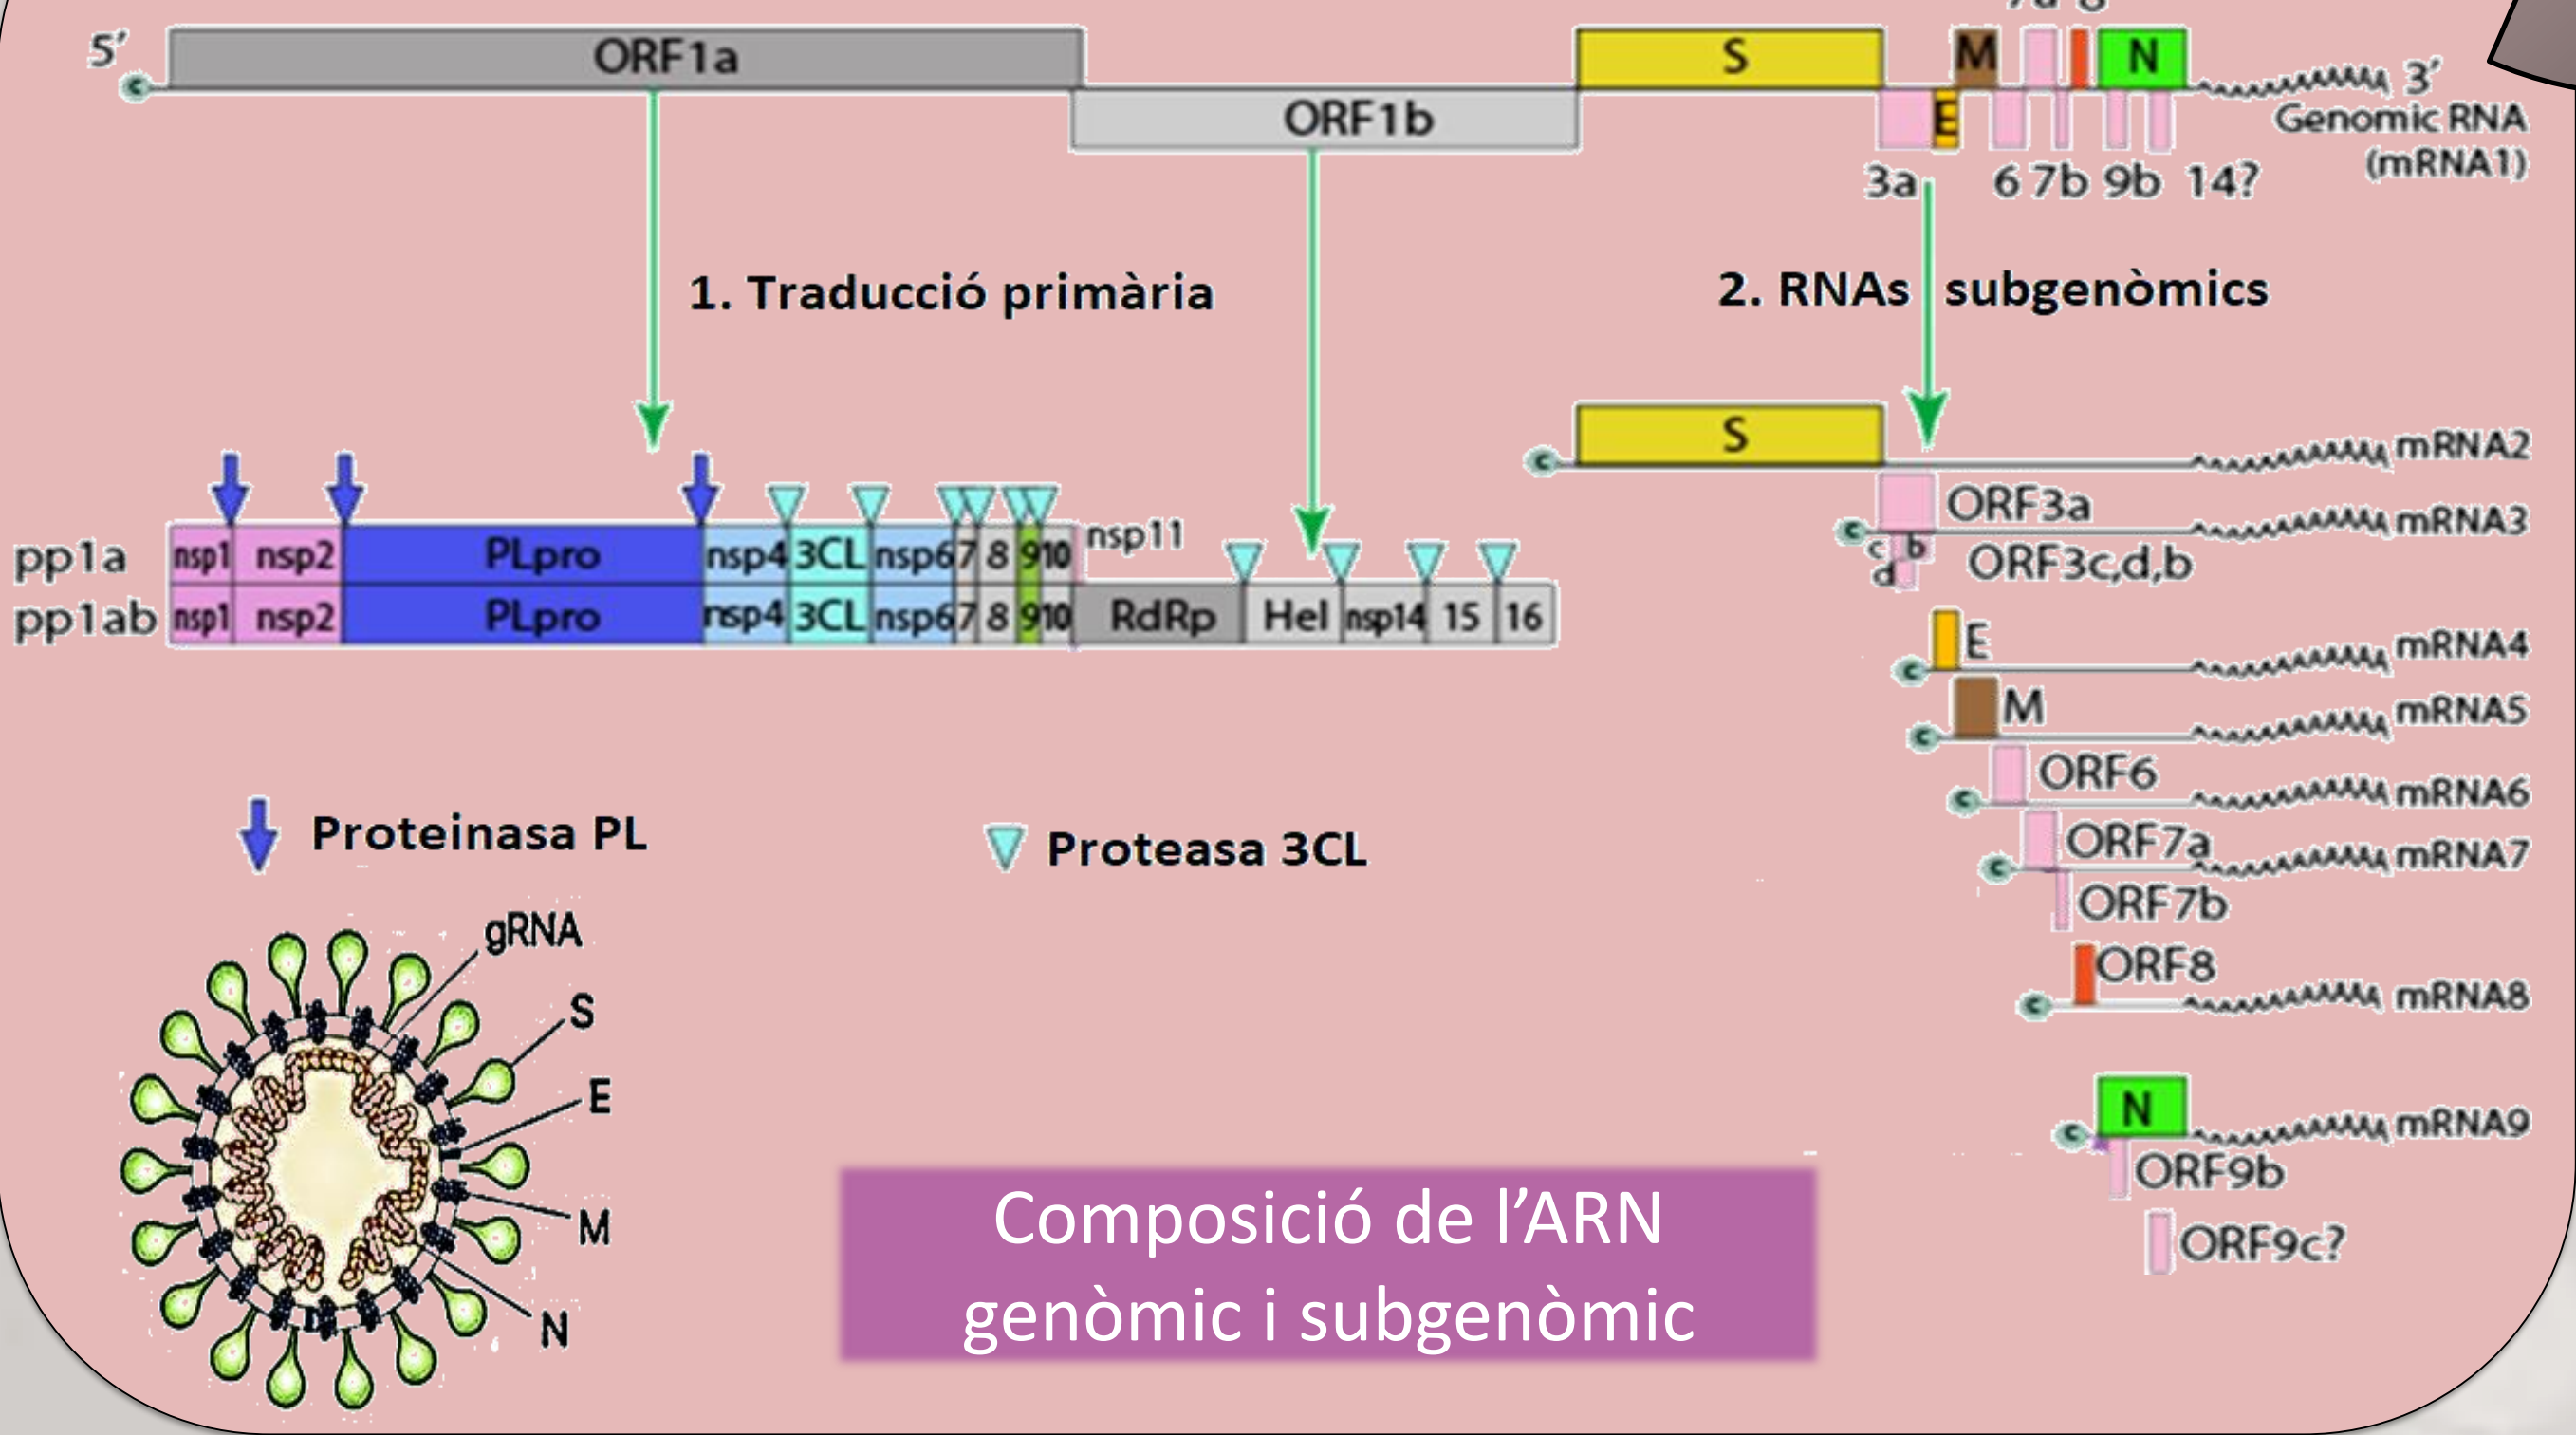 5′ ORF1a S M N 3′
c ORF1b E Genomic RNA
3a 6 7b 9b 14? (mRNA1)
1. Traducció primària
2. RNAs subgenòmics
S
c mRNA2
ORF3a
c mRNA3
c b
d ORF3c,d,b
pp1a nsp1 nsp2 PLpro nsp4 3CL nsp6 7 8 9 10 nsp11
pp1ab nsp1 nsp2 PLpro nsp4 3CL nsp6 7 8 9 10 RdRp Hel nsp14 15 16
E
c mRNA4
M
c mRNA5
ORF6
c mRNA6
ORF7a
c mRNA7
ORF7b
ORF8
c mRNA8
N
c mRNA9
ORF9b
ORF9c?
Proteinasa PL
Proteasa 3CL
gRNA
S
E
M
N
Composició de l’ARN
genòmic i subgenòmic